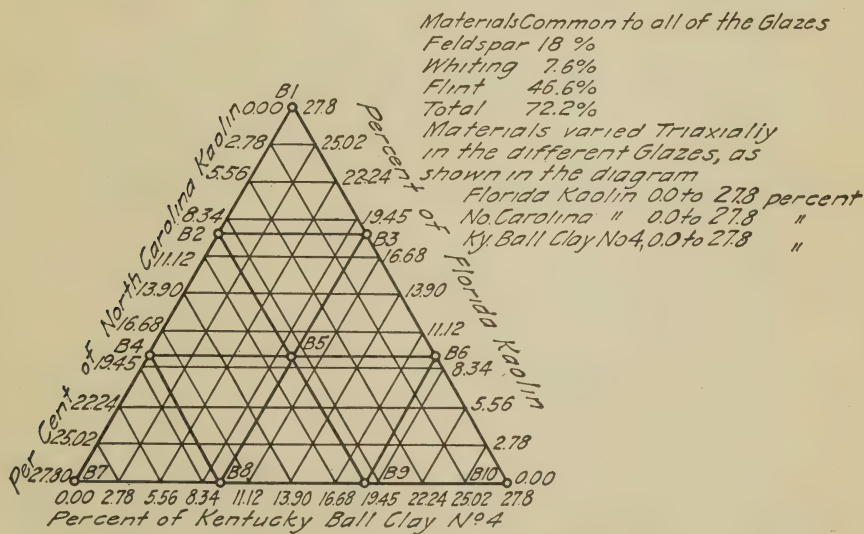 Materials Common to all of the Glazes
Feldspar 18 %
Whiting 7.6%
Flint 46.6%
Total 72.2%
Materials varied Triaxially
in the different Glazes, as
shown in the diagram
Florida Kaolin 0.0 to 27.8 percent
No. Carolina " 0.0 to 27.8 "
Ky. Ball Clay No 4, 0.0 to 27.8 "
Per Cent of North Carolina Kaolin
Percent of Florida Kaolin
B1
0.00 27.8
2.78 25.02
5.56 22.24
8.34 19.45
B2 B3
11.12 16.68
13.90 13.90
16.68 11.12
B4 B5 B6
19.45 8.34
22.24 5.56
25.02 2.78
27.80 B7 B8 B9 B10 0.00
0.00 2.78 5.56 8.34 11.12 13.90 16.68 19.45 22.24 25.02 27.8
Percent of Kentucky Ball Clay Nº 4